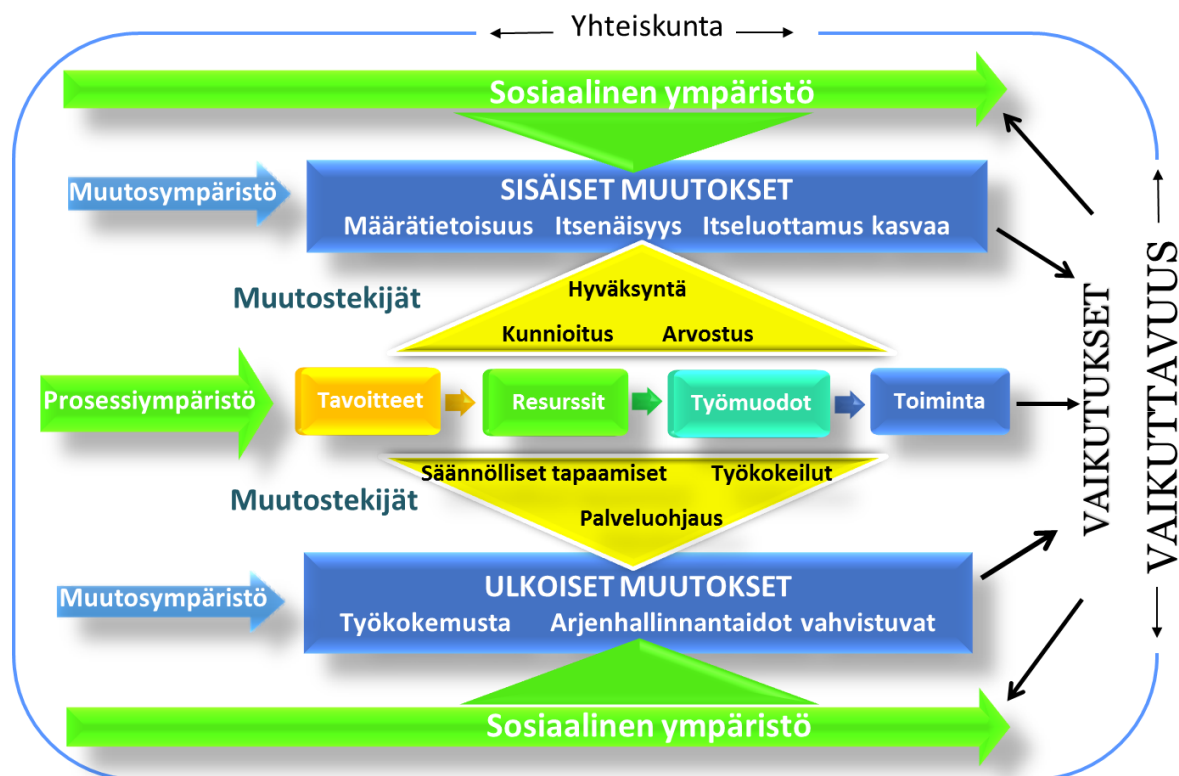 Yhteiskunta
Sosiaalinen ympäristö
Muutosympäristö
SISÄISET MUUTOKSET
Määrätietoisuus Itsenäisyys Itseluottamus kasvaa
Muutostekijät
Hyväksyntä
Kunnioitus Arvostus
Prosessiympäristö
Tavoitteet
Resurssit
Työmuodot
Toiminta
VAIKUTUKSET
VAIKUTTAVUUS
Säännölliset tapaamiset Työkokeilut
Muutostekijät
Palveluohjaus
Muutosympäristö
ULKOISET MUUTOKSET
Työkokemusta Arjenhallinnantaidot vahvistuvat
Sosiaalinen ympäristö